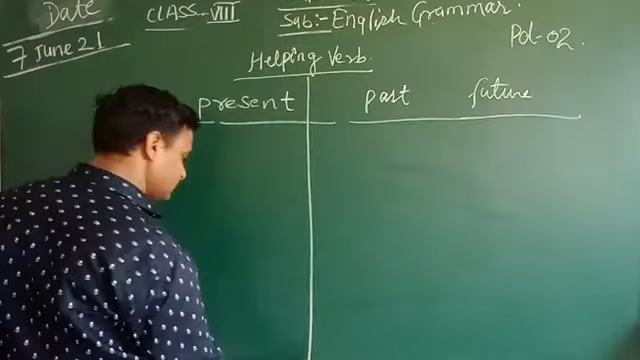 Date
CLASS-VIII
Sub:- English Grammar.
7 June 21
Pd-02.
Helping Verb.
present past future